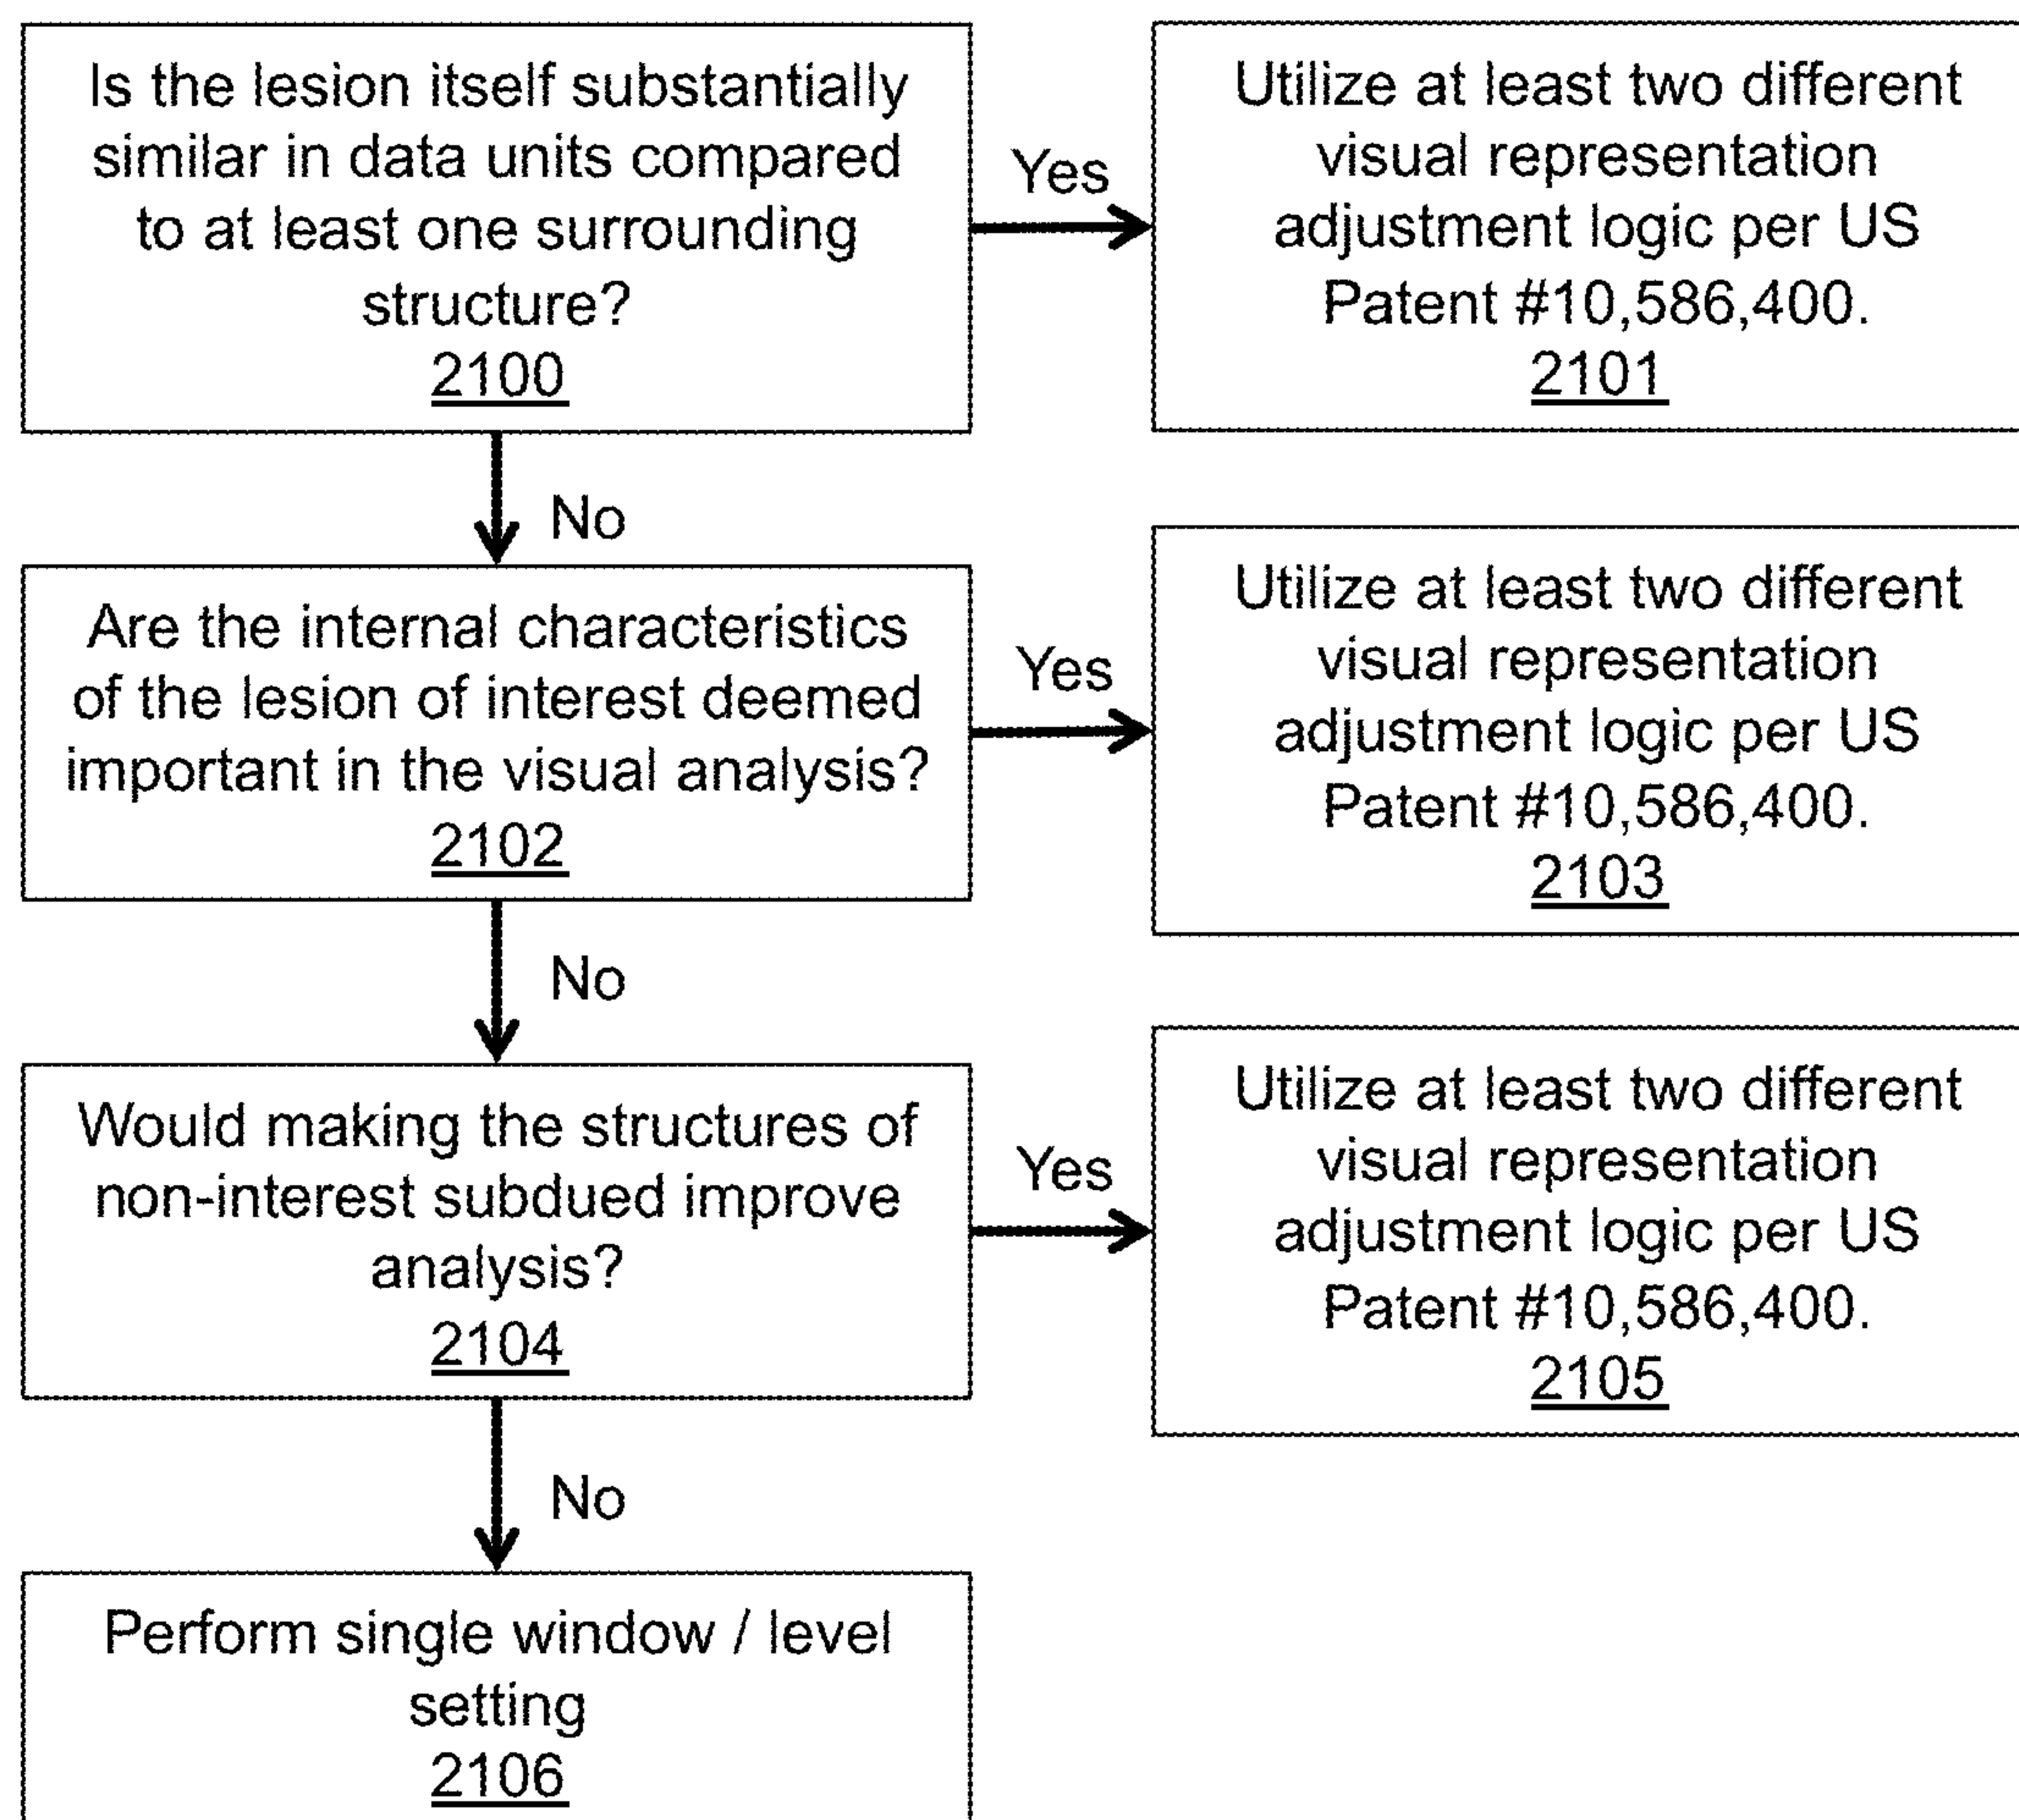 Is the lesion itself substantially
similar in data units compared
to at least one surrounding
structure?
2100
Yes
Utilize at least two different
visual representation
adjustment logic per US
Patent #10,586,400.
2101
No
Are the internal characteristics
of the lesion of interest deemed
important in the visual analysis?
2102
Yes
Utilize at least two different
visual representation
adjustment logic per US
Patent #10,586,400.
2103
No
Would making the structures of
non-interest subdued improve
analysis?
2104
Yes
Utilize at least two different
visual representation
adjustment logic per US
Patent #10,586,400.
2105
No
Perform single window / level
setting
2106